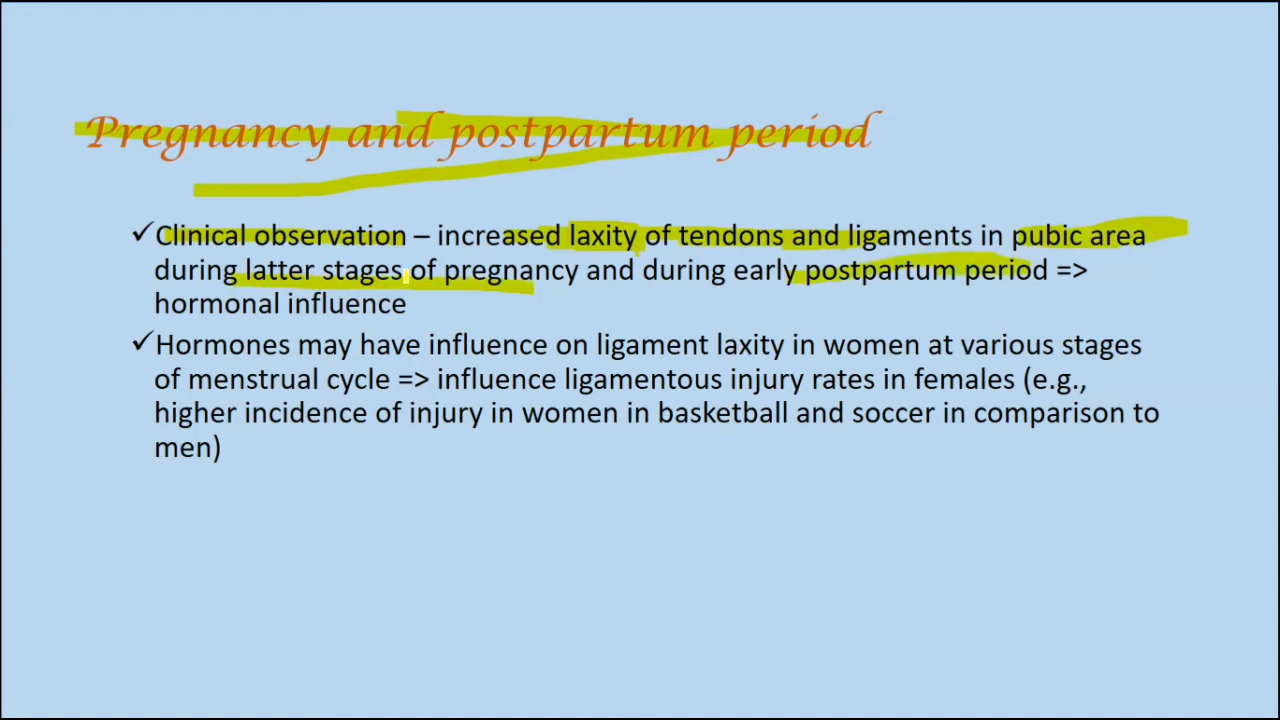 Pregnancy and postpartum period
✓Clinical observation – increased laxity of tendons and ligaments in pubic area
during latter stages of pregnancy and during early postpartum period =>
hormonal influence
✓Hormones may have influence on ligament laxity in women at various stages
of menstrual cycle => influence ligamentous injury rates in females (e.g.,
higher incidence of injury in women in basketball and soccer in comparison to
men)